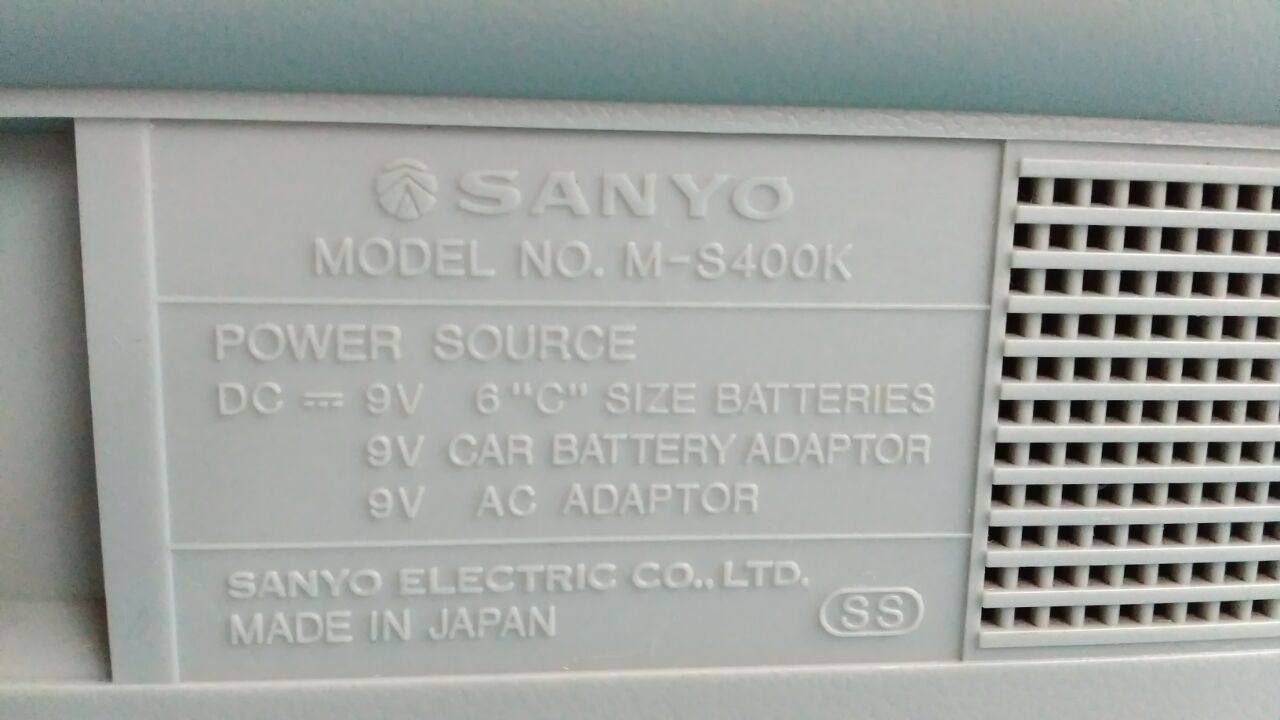 SANYO
MODEL NO. M-S400K
POWER SOURCE
DC ⎓ 9V 6 "C" SIZE BATTERIES
9V CAR BATTERY ADAPTOR
9V AC ADAPTOR
SANYO ELECTRIC CO., LTD.
MADE IN JAPAN
SS